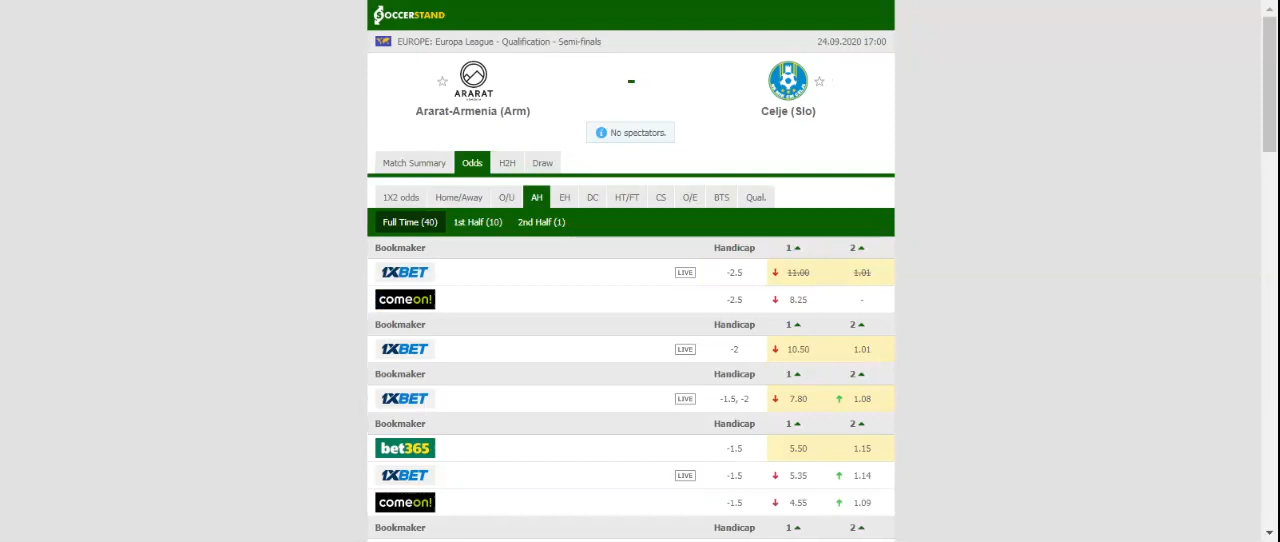 SOCCERSTAND
EUROPE: Europa League - Qualification - Semi-finals 24.09.2020 17:00
ARARAT
-
Ararat-Armenia (Arm) Celje (Slo)
No spectators.
Match Summary Odds H2H Draw
1X2 odds Home/Away O/U AH EH DC HT/FT CS O/E BTS Qual.
Full Time (40) 1st Half (10) 2nd Half (1)
Bookmaker Handicap 1 2
1XBET LIVE -2.5 11.00 1.01
comeon! -2.5 8.25 -
Bookmaker Handicap 1 2
1XBET LIVE -2 10.50 1.01
Bookmaker Handicap 1 2
1XBET LIVE -1.5, -2 7.80 1.08
Bookmaker Handicap 1 2
bet365 -1.5 5.50 1.15
1XBET LIVE -1.5 5.35 1.14
comeon! -1.5 4.55 1.09
Bookmaker Handicap 1 2